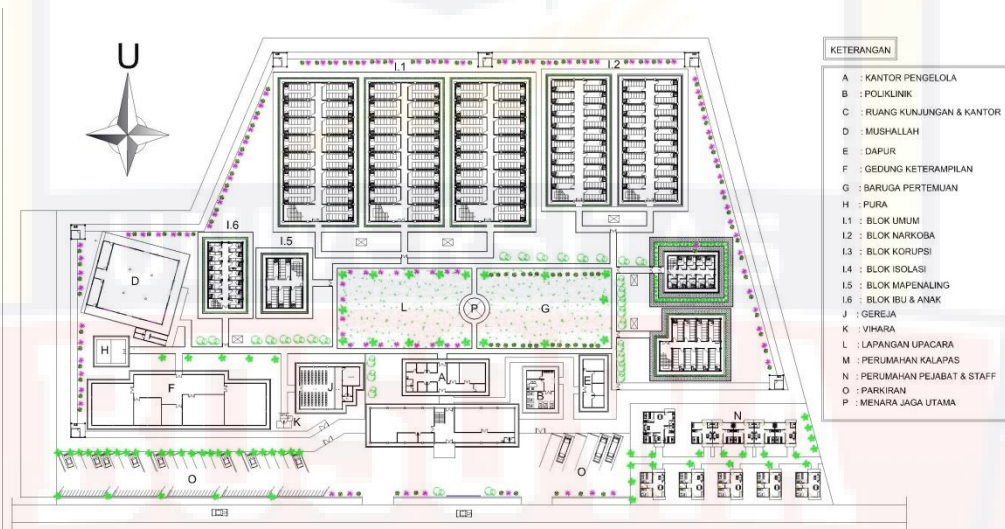 U
I.1
I.2
I.6
I.5
D
L
P
G
H
F
J
A
B
E
K
N
O
O
KETERANGAN
A : KANTOR PENGELOLA
B : POLIKLINIK
C : RUANG KUNJUNGAN & KANTOR
D : MUSHALLAH
E : DAPUR
F : GEDUNG KETERAMPILAN
G : BARUGA PERTEMUAN
H : PURA
I.1 : BLOK UMUM
I.2 : BLOK NARKOBA
I.3 : BLOK KORUPSI
I.4 : BLOK ISOLASI
I.5 : BLOK MAPENALING
I.6 : BLOK IBU & ANAK
J : GEREJA
K : VIHARA
L : LAPANGAN UPACARA
M : PERUMAHAN KALAPAS
N : PERUMAHAN PEJABAT & STAFF
O : PARKIRAN
P : MENARA JAGA UTAMA